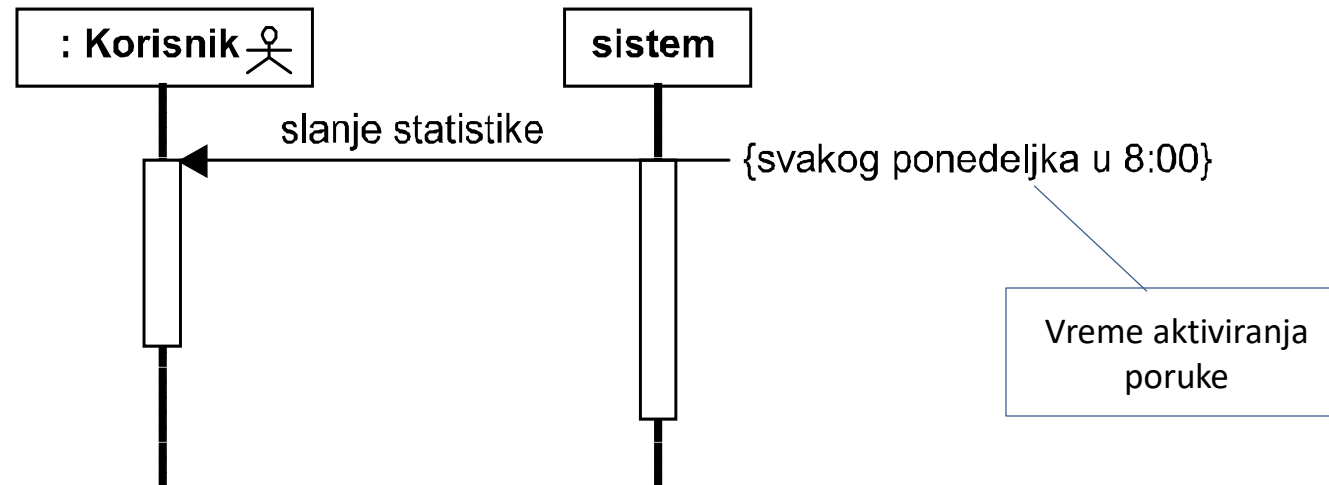 : Korisnik
sistem
slanje statistike
{svakog ponedeljka u 8:00}
Vreme aktiviranja
poruke